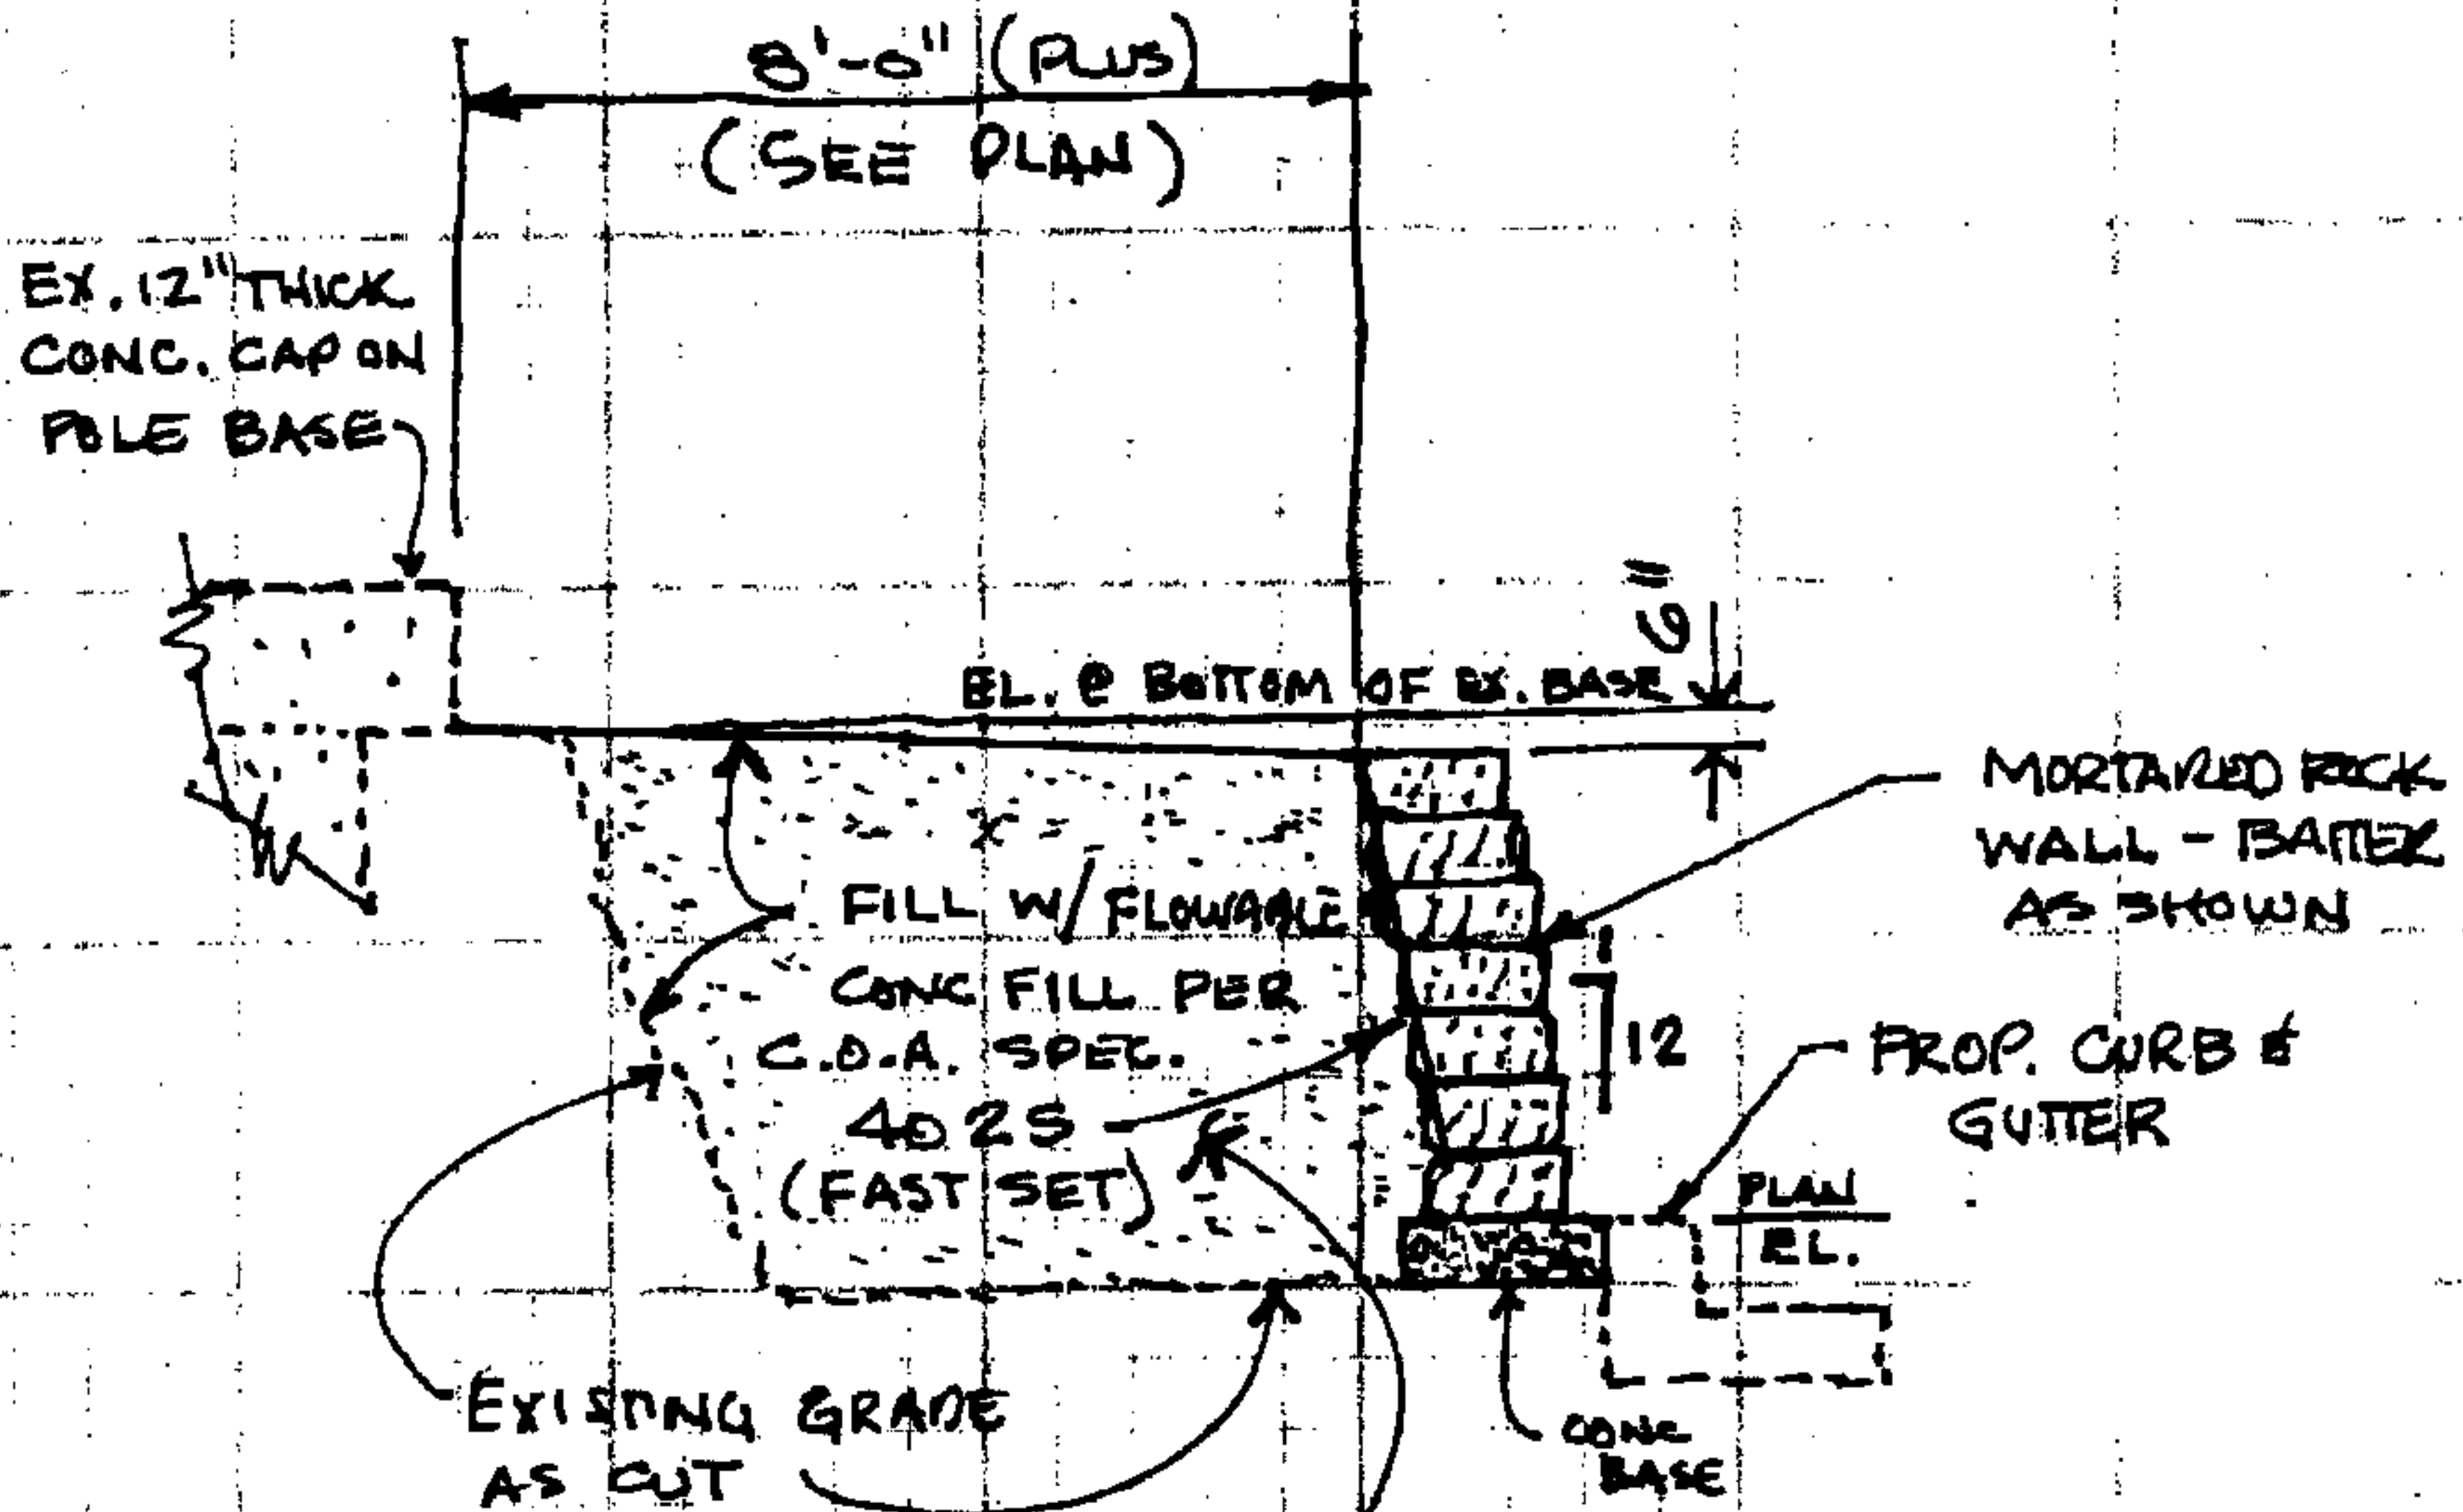 8'-0" (PLUS)
(SEE PLAN)
EX. 12" THICK
CONC. CAP ON
POLE BASE
6"
EL. @ BOTTOM OF EX. BASE
MORTARED ROCK
WALL - BATTER
AS SHOWN
FILL W/ FLOWABLE
CONC FILL PER
C.O.A. SPEC.
402S
(FAST SET)
1
12
PROP. CURB &
GUTTER
PLAN
EL.
EXISTING GRADE
AS CUT
CONC
BASE